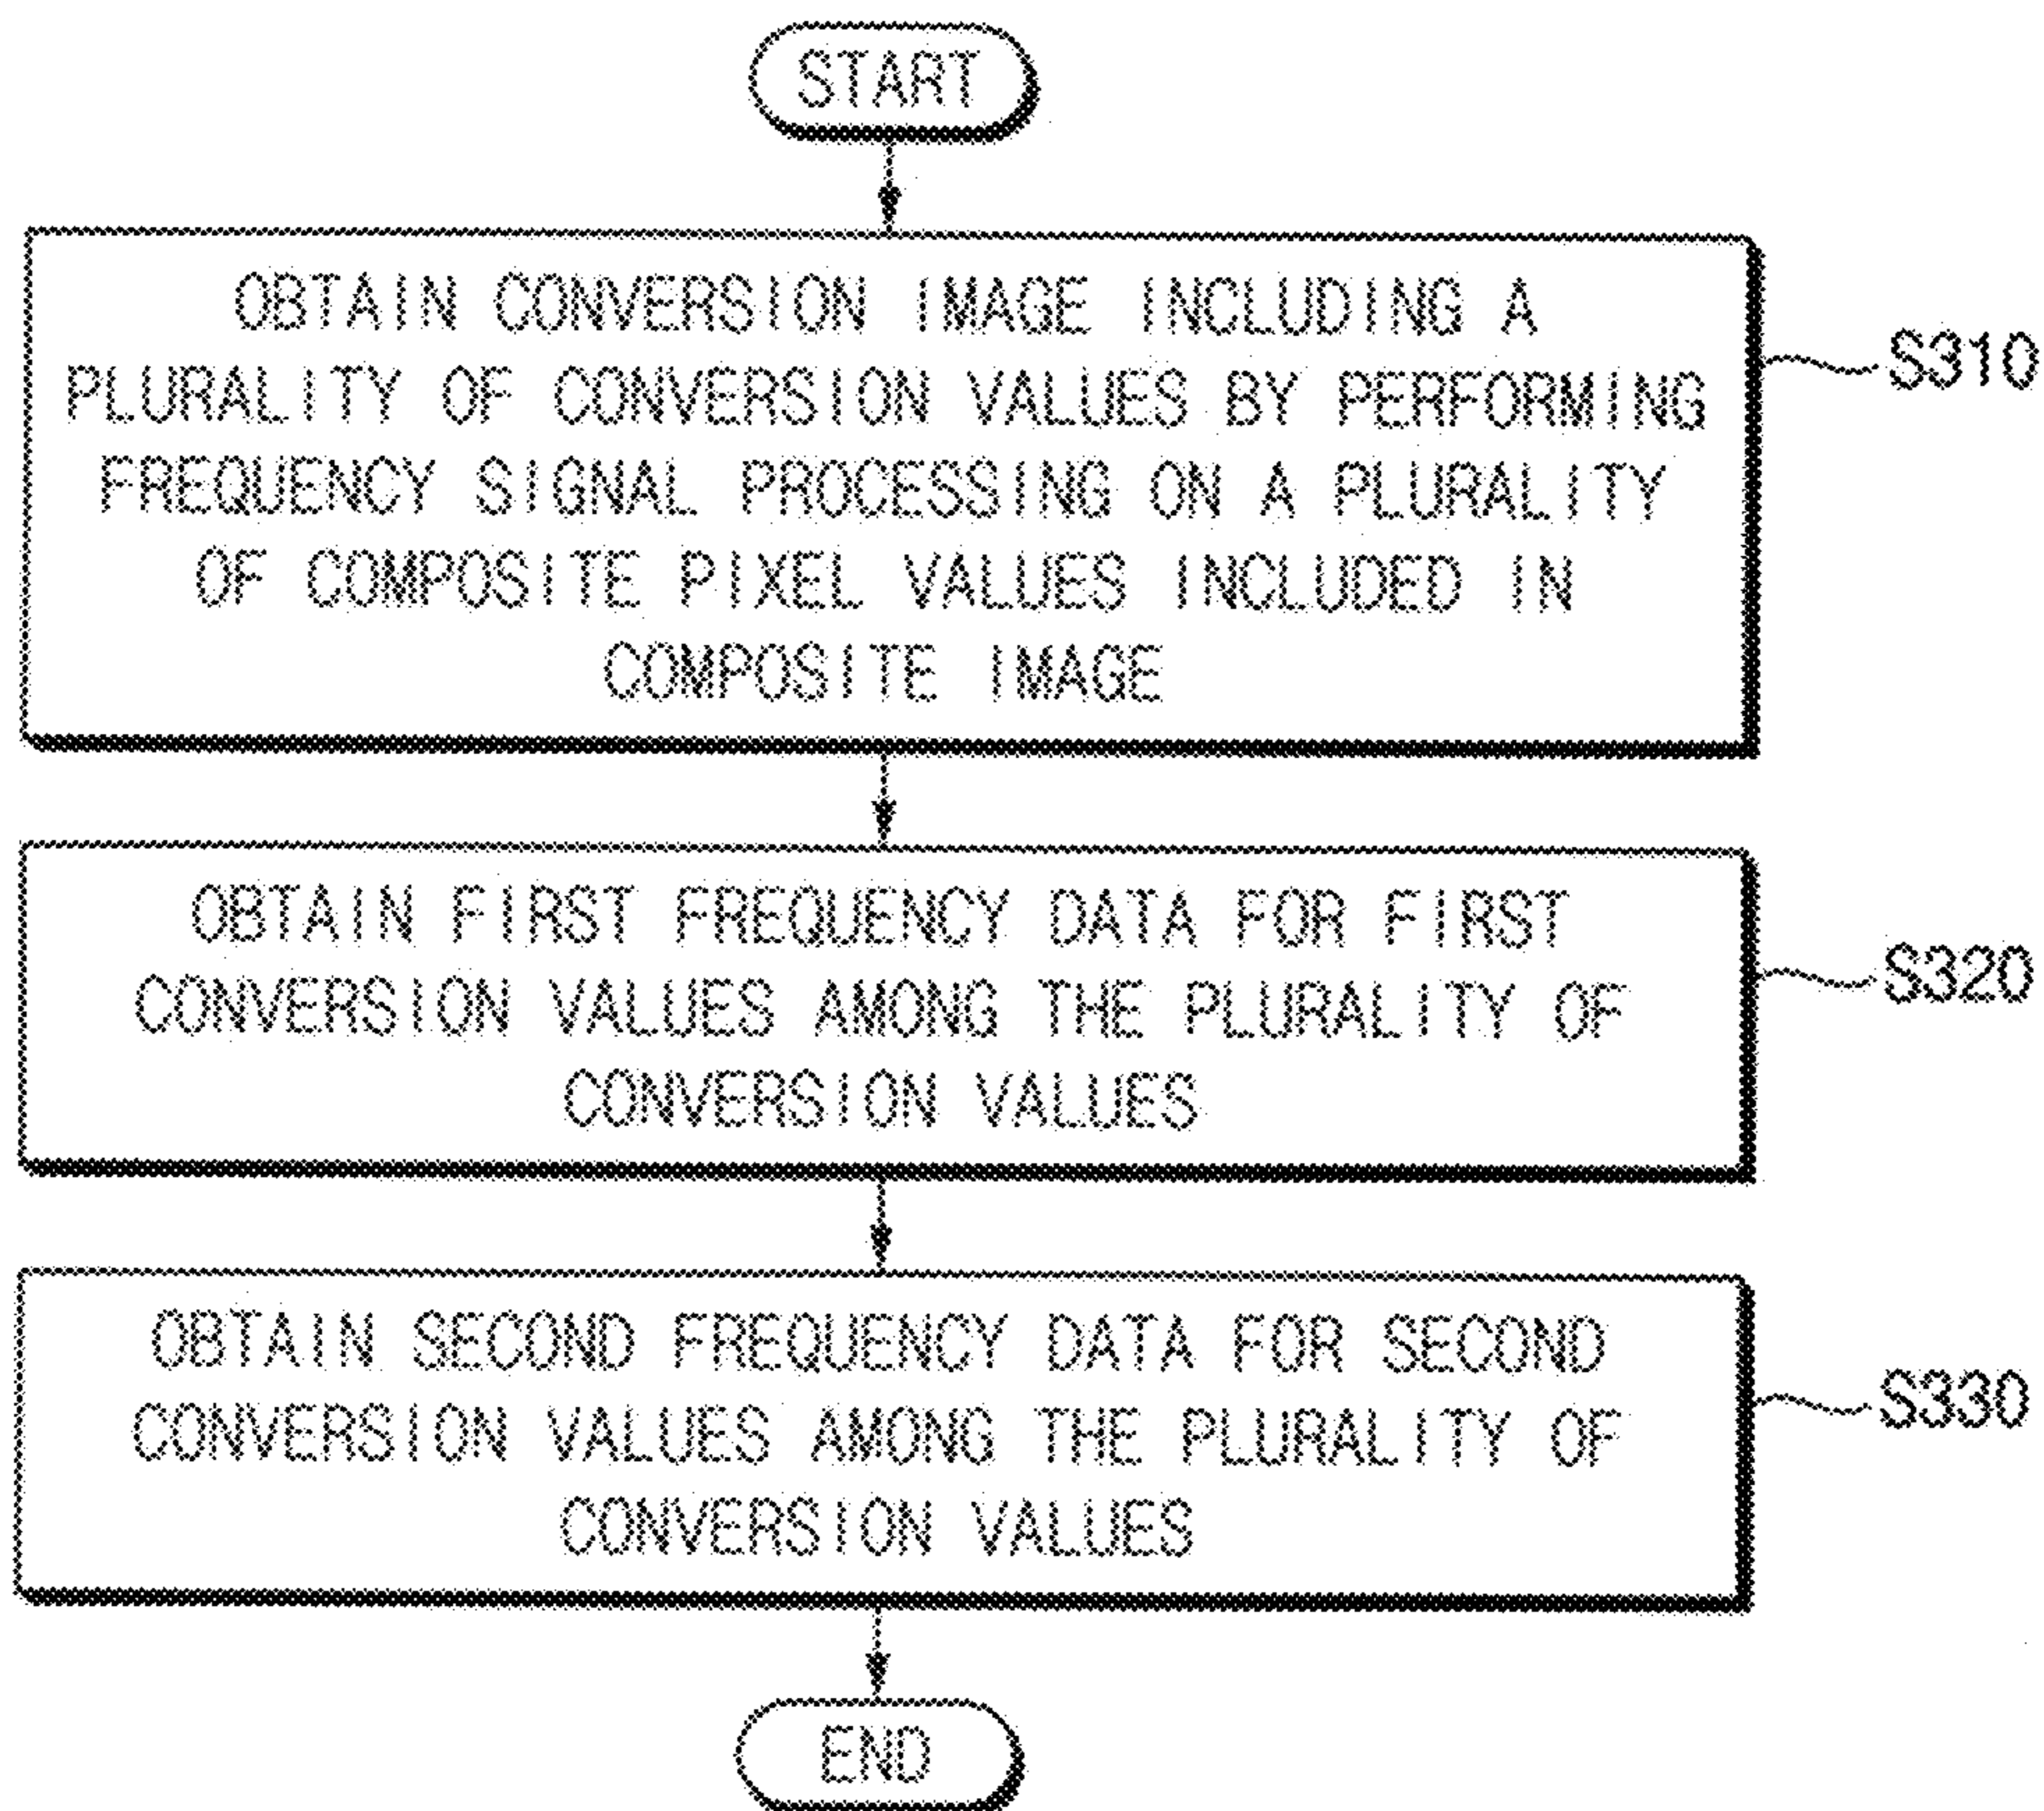 START
OBTAIN CONVERSION IMAGE INCLUDING A
PLURALITY OF CONVERSION VALUES BY PERFORMING
FREQUENCY SIGNAL PROCESSING ON A PLURALITY
OF COMPOSITE PIXEL VALUES INCLUDED IN
COMPOSITE IMAGE
S310
OBTAIN FIRST FREQUENCY DATA FOR FIRST
CONVERSION VALUES AMONG THE PLURALITY OF
CONVERSION VALUES
S320
OBTAIN SECOND FREQUENCY DATA FOR SECOND
CONVERSION VALUES AMONG THE PLURALITY OF
CONVERSION VALUES
S330
END